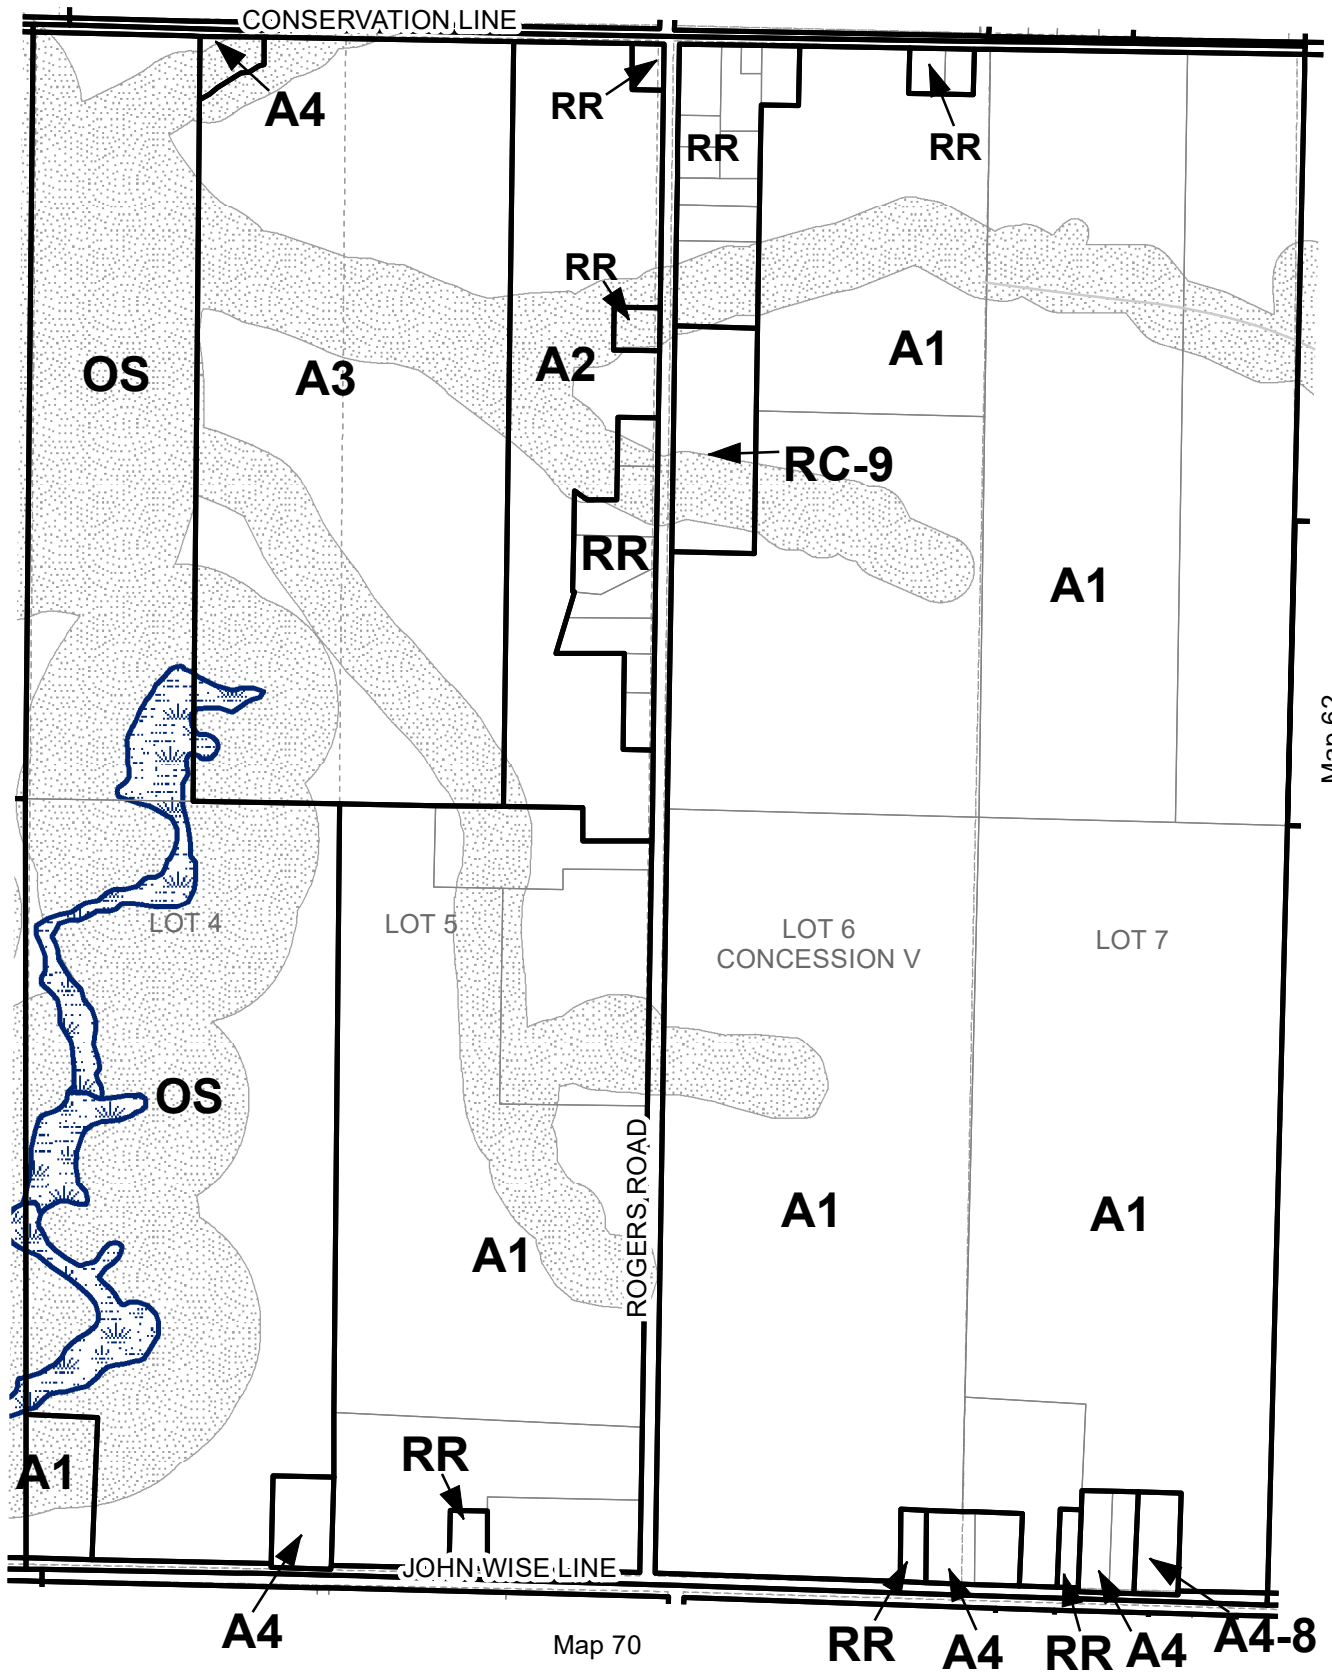 CONSERVATION LINE
A4
RR
RR
RR
RR
OS
A3
A2
A1
RC-9
RR
A1
Map 62
LOT 4
LOT 5
LOT 6
CONCESSION V
LOT 7
OS
ROGERS ROAD
A1
A1
A1
A1
RR
JOHN WISE LINE
A4
Map 70
RR
A4
RR
A4
A4-8